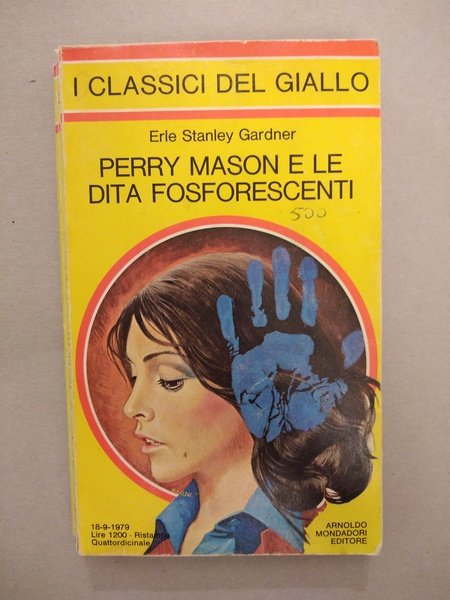 I CLASSICI DEL GIALLO
Erle Stanley Gardner
PERRY MASON E LE
DITA FOSFORESCENTI
500
18-9-1979
Lire 1200 - Ristampa
Quattordicinale
ARNOLDO
MONDADORI
EDITORE